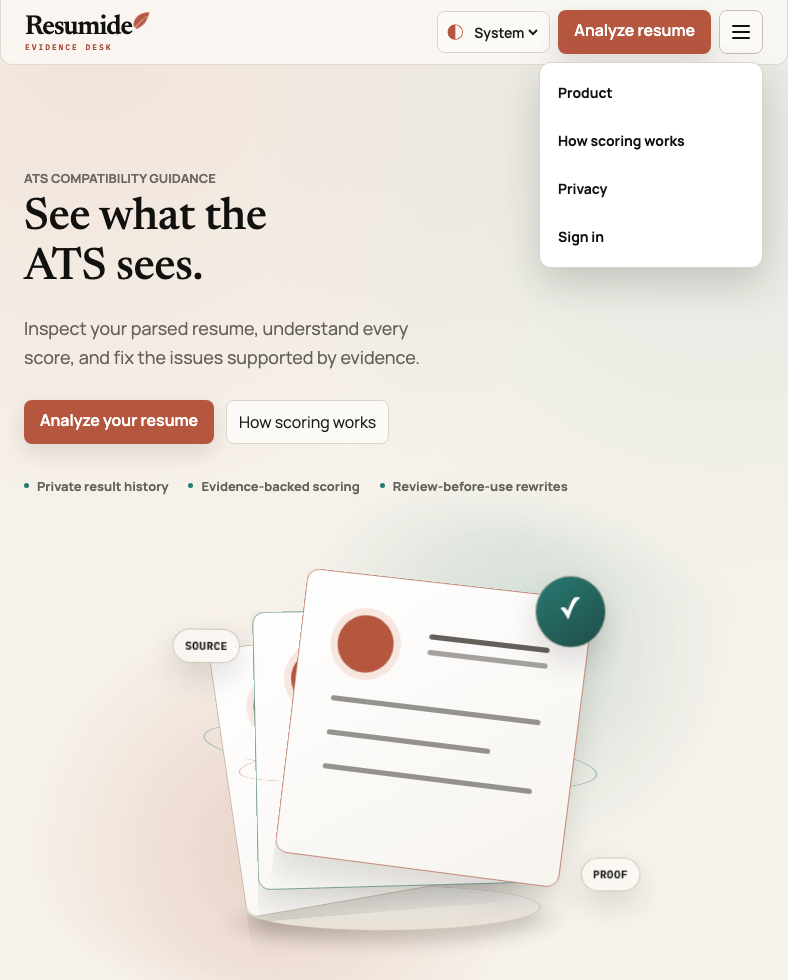 Resumide
EVIDENCE DESK
System
Analyze resume
Product
How scoring works
Privacy
Sign in
ATS COMPATIBILITY GUIDANCE
See what the
ATS sees.
Inspect your parsed resume, understand every
score, and fix the issues supported by evidence.
Analyze your resume
How scoring works
Private result history
Evidence-backed scoring
Review-before-use rewrites
SOURCE
PROOF